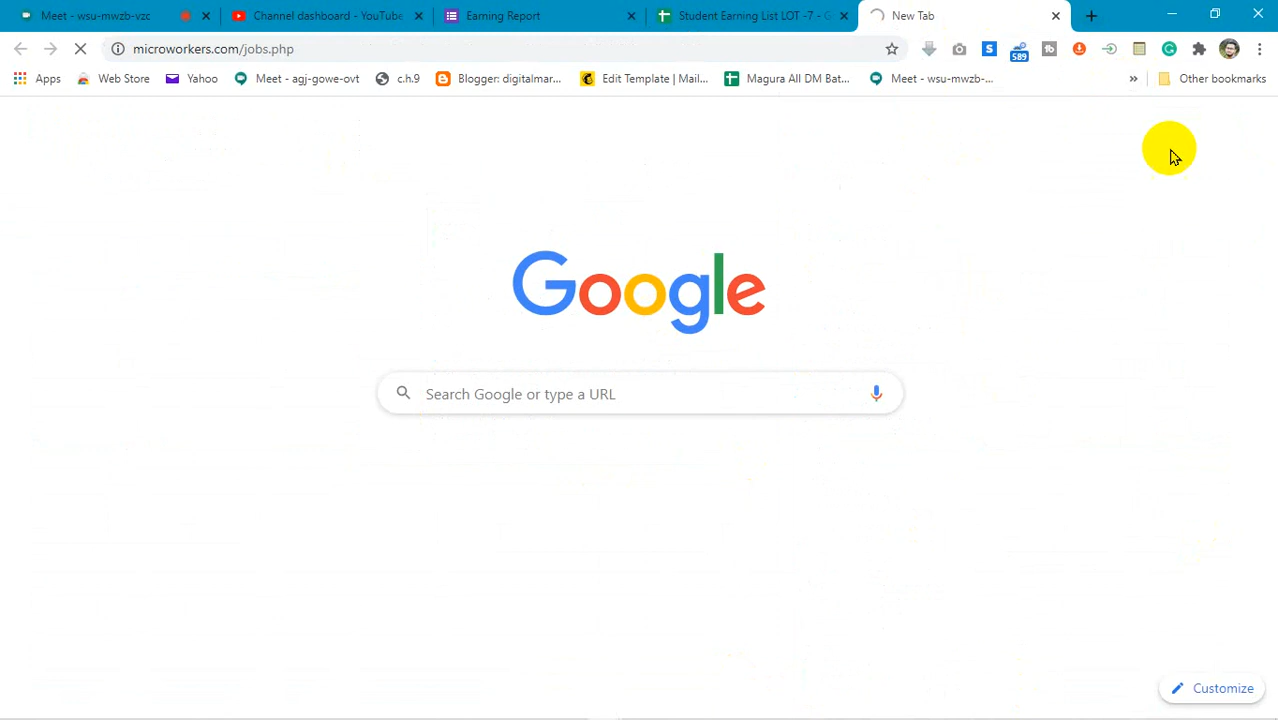 Meet - wsu-mwzb-vzc
Channel dashboard - YouTube
Earning Report
Student Earning List LOT -7 - G
New Tab
microworkers.com/jobs.php
589
Apps
Web Store
Yahoo
Meet - agj-gowe-ovt
c.h.9
Blogger: digitalmar...
Edit Template | Mail...
Magura All DM Bat...
Meet - wsu-mwzb-...
»
Other bookmarks
Google
Search Google or type a URL
Customize